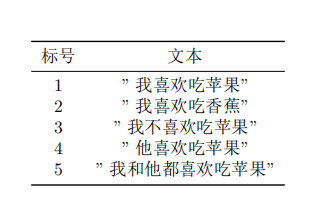 标号 文本
1 ”我喜欢吃苹果”
2 ”我喜欢吃香蕉”
3 ”我不喜欢吃苹果”
4 ”他喜欢吃苹果”
5 ”我和他都喜欢吃苹果”